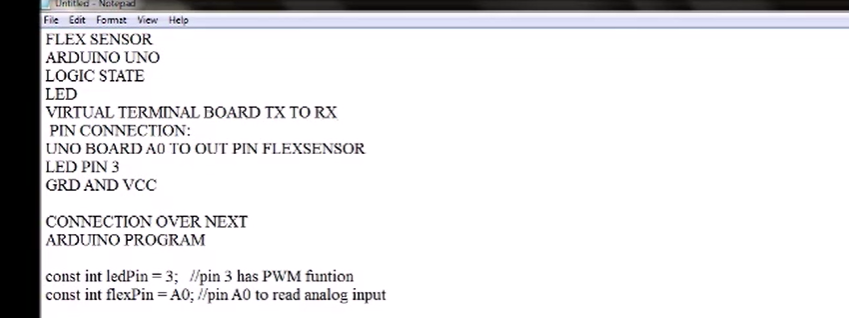 Untitled - Notepad
File Edit Format View Help
FLEX SENSOR
ARDUINO UNO
LOGIC STATE
LED
VIRTUAL TERMINAL BOARD TX TO RX
PIN CONNECTION:
UNO BOARD A0 TO OUT PIN FLEXSENSOR
LED PIN 3
GRD AND VCC
CONNECTION OVER NEXT
ARDUINO PROGRAM
const int ledPin = 3; //pin 3 has PWM funtion
const int flexPin = A0; //pin A0 to read analog input